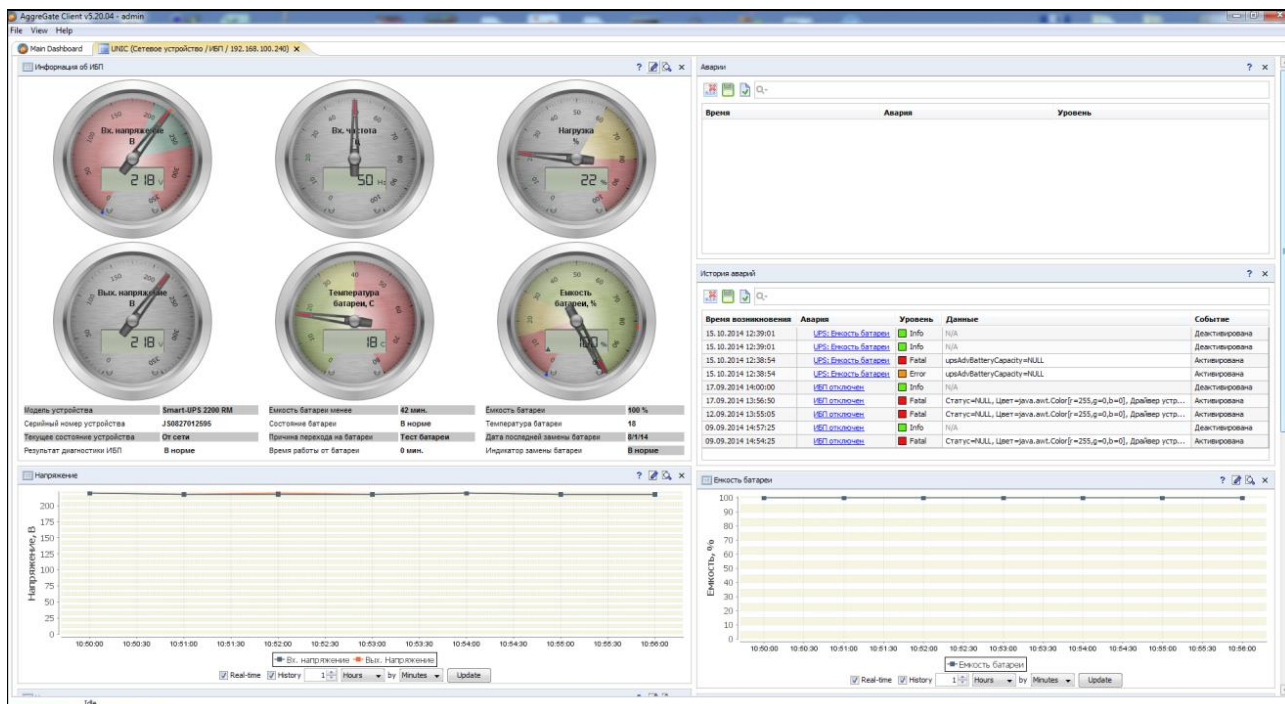 AggreGate Client v5.20.04 - admin
File View Help
Main Dashboard UNIC (Сетевое устройство / ИБП / 192.168.100.240)
Информация об ИБП
Вх. напряжение В
218 V
Вх. частота
50 Hz
Нагрузка %
22 %
Вых. напряжение В
218 V
Температура батареи, C
18 C
Емкость батареи, %
100 %
Модель устройства Smart-UPS 2200 RM Емкость батареи менее 42 мин. Емкость батареи 100 %
Серийный номер устройства JS0827012595 Состояние батареи В норме Температура батареи 18
Текущее состояние устройства От сети Причина перехода на батареи Тест батареи Дата последней замены батареи 8/1/14
Результат диагностики ИБП В норме Время работы от батареи 0 мин. Индикатор замены батареи В норме
Аварии
Время Авария Уровень
История аварий
Время возникновения Авария Уровень Данные Событие
15.10.2014 12:39:01 UPS: Емкость батареи Info N/A Деактивирована
15.10.2014 12:39:01 UPS: Емкость батареи Info N/A Деактивирована
15.10.2014 12:38:54 UPS: Емкость батареи Fatal upsAdvBatteryCapacity=NULL Активирована
15.10.2014 12:38:54 UPS: Емкость батареи Error upsAdvBatteryCapacity=NULL Активирована
17.09.2014 14:00:00 ИБП отключен Info N/A Деактивирована
17.09.2014 13:56:50 ИБП отключен Fatal Статус=NULL, Цвет=java.awt.Color[r=255,g=0,b=0], Драйвер устр... Активирована
12.09.2014 13:55:05 ИБП отключен Fatal Статус=NULL, Цвет=java.awt.Color[r=255,g=0,b=0], Драйвер устр... Активирована
09.09.2014 14:57:25 ИБП отключен Info N/A Деактивирована
09.09.2014 14:54:25 ИБП отключен Fatal Статус=NULL, Цвет=java.awt.Color[r=255,g=0,b=0], Драйвер устр... Активирована
Напряжение
Напряжение, В
200
175
150
125
100
75
50
25
0
10:50:00 10:50:30 10:51:00 10:51:30 10:52:00 10:52:30 10:53:00 10:53:30 10:54:00 10:54:30 10:55:00 10:55:30 10:56:00
Вх. напряжение Вых. Напряжение
Real-time History 1 Hours by Minutes Update
Емкость батареи
Емкость, %
100
90
80
70
60
50
40
30
20
10
0
10:50:00 10:50:30 10:51:00 10:51:30 10:52:00 10:52:30 10:53:00 10:53:30 10:54:00 10:54:30 10:55:00 10:55:30 10:56:00
Емкость батареи
Real-time History 1 Hours by Minutes Update